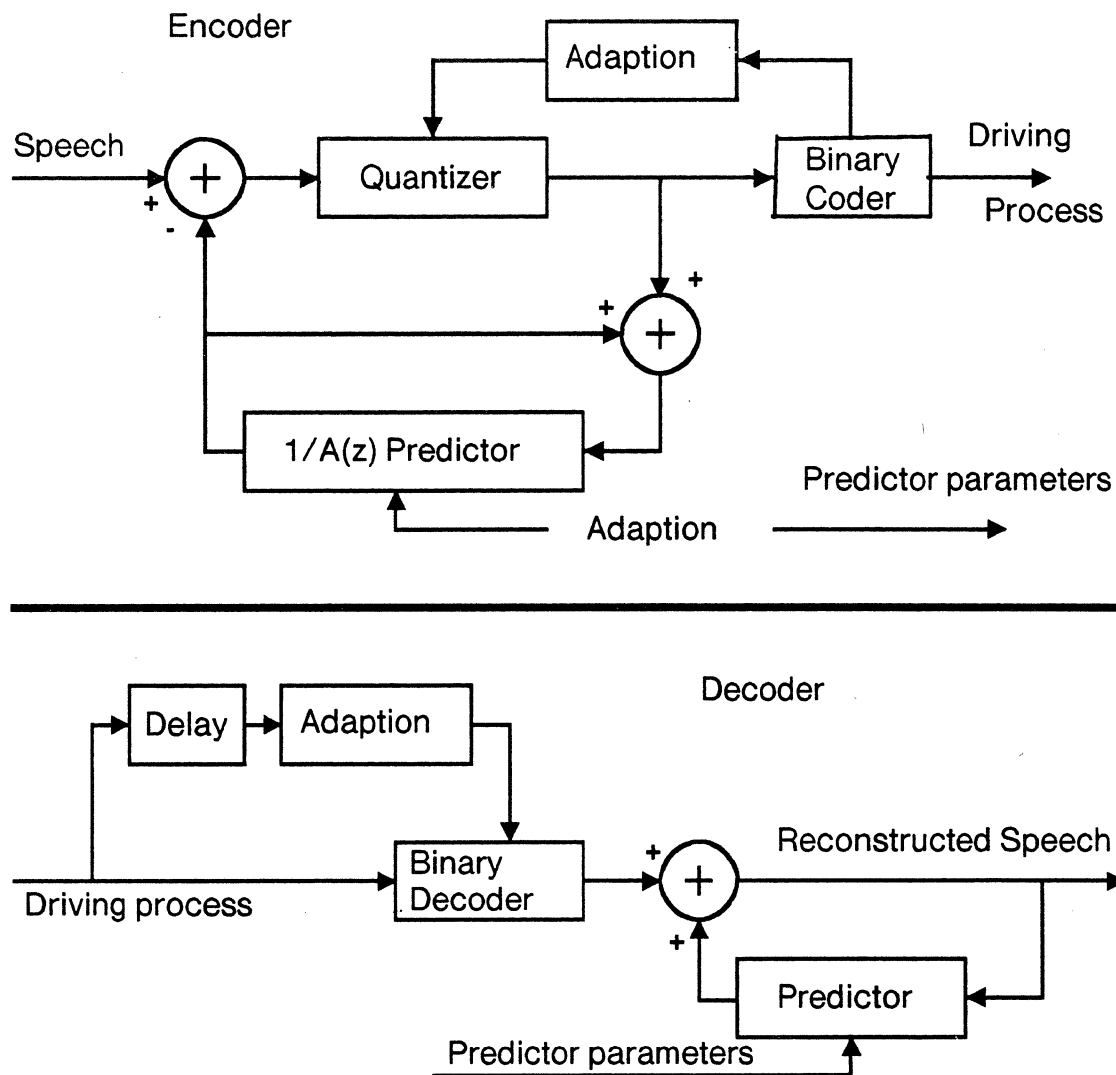 Encoder
Adaption
Speech
+
+
-
Quantizer
Binary
Coder
Driving
Process
+
+
+
1/A(z) Predictor
Predictor parameters
Adaption
Decoder
Delay
Adaption
Driving process
Binary
Decoder
+
+
+
Reconstructed Speech
Predictor
Predictor parameters